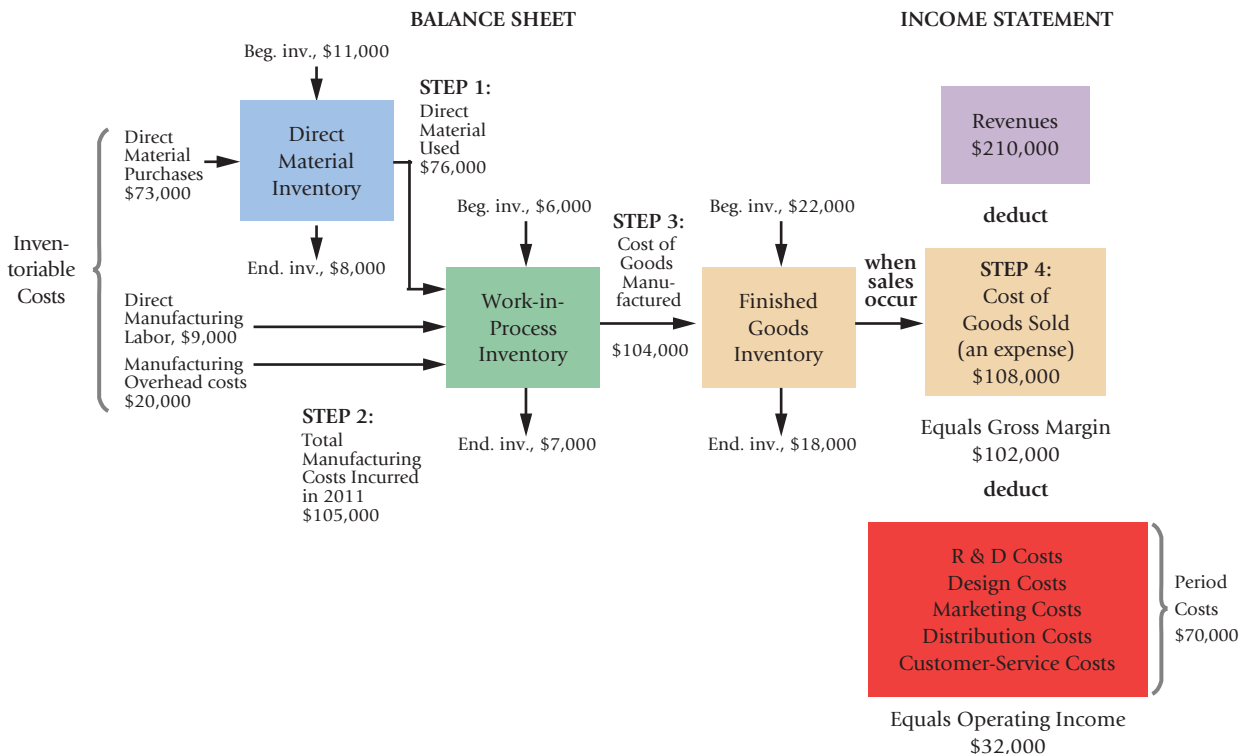 BALANCE SHEET
INCOME STATEMENT
Beg. inv., $11,000
STEP 1:
Direct
Material
Used
$76,000
Direct
Material
Purchases
$73,000
Direct
Material
Inventory
End. inv., $8,000
Inven-
toriable
Costs
Direct
Manufacturing
Labor, $9,000
Manufacturing
Overhead costs
$20,000
STEP 2:
Total
Manufacturing
Costs Incurred
in 2011
$105,000
Beg. inv., $6,000
Work-in-
Process
Inventory
End. inv., $7,000
STEP 3:
Cost of
Goods
Manu-
factured
$104,000
Beg. inv., $22,000
Finished
Goods
Inventory
End. inv., $18,000
when
sales
occur
Revenues
$210,000
deduct
STEP 4:
Cost of
Goods Sold
(an expense)
$108,000
Equals Gross Margin
$102,000
deduct
R & D Costs
Design Costs
Marketing Costs
Distribution Costs
Customer-Service Costs
Period
Costs
$70,000
Equals Operating Income
$32,000